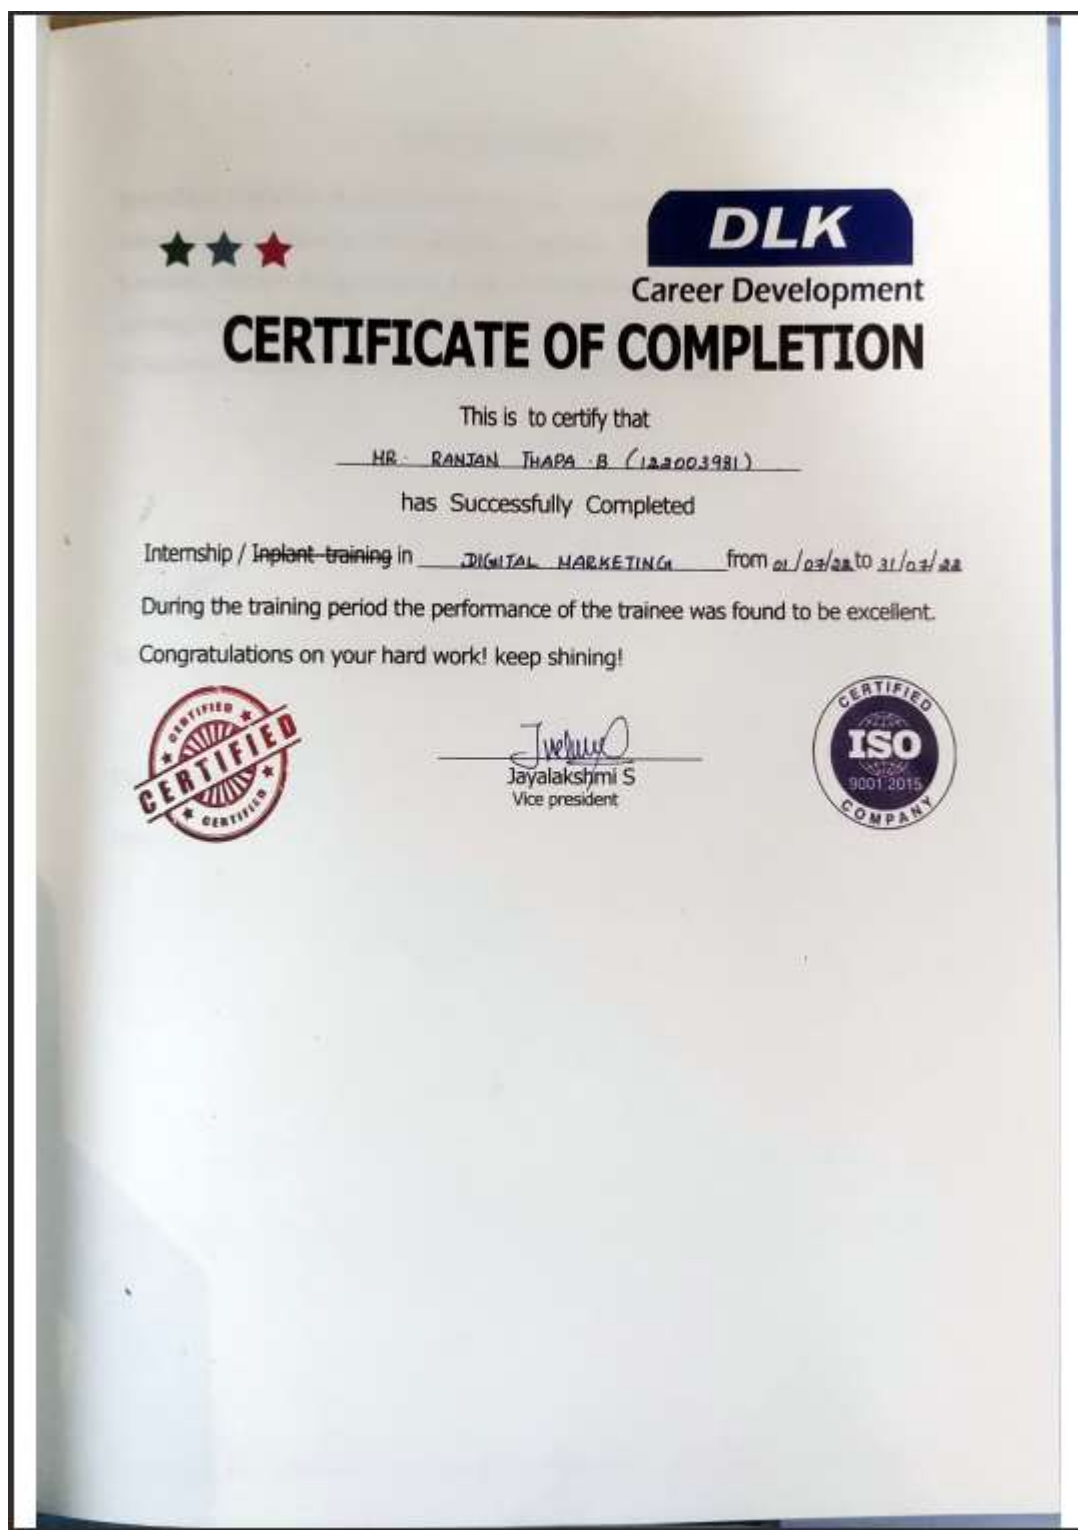 DLK
Career Development
CERTIFICATE OF COMPLETION
This is to certify that
MR. RANJAN THAPA .B (122003981)
has Successfully Completed
Internship / Inplant training in DIGITAL MARKETING from 01/07/22 to 31/07/22
During the training period the performance of the trainee was found to be excellent.
Congratulations on your hard work! keep shining!
CERTIFIED
CERTIFIED
CERTIFIED
Jayalakshmi S
Vice president
CERTIFIED
ISO
9001:2015
COMPANY